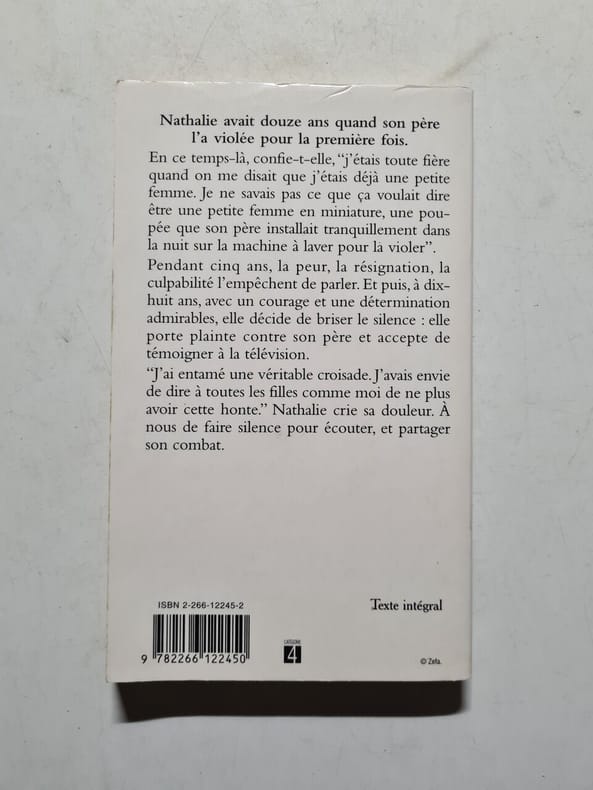 Nathalie avait douze ans quand son père
l'a violée pour la première fois.
En ce temps-là, confie-t-elle, “j'étais toute fière
quand on me disait que j'étais déjà une petite
femme. Je ne savais pas ce que ça voulait dire
être une petite femme en miniature, une pou-
pée que son père installait tranquillement dans
la nuit sur la machine à laver pour la violer”.
Pendant cinq ans, la peur, la résignation, la
culpabilité l'empêchent de parler. Et puis, à dix-
huit ans, avec un courage et une détermination
admirables, elle décide de briser le silence : elle
porte plainte contre son père et accepte de
témoigner à la télévision.
“J'ai entamé une véritable croisade. J'avais envie
de dire à toutes les filles comme moi de ne plus
avoir cette honte.” Nathalie crie sa douleur. À
nous de faire silence pour écouter, et partager
son combat.
ISBN 2-266-12245-2
Texte intégral
9 782266 122450
CATÉGORIE
4
© Zefa.